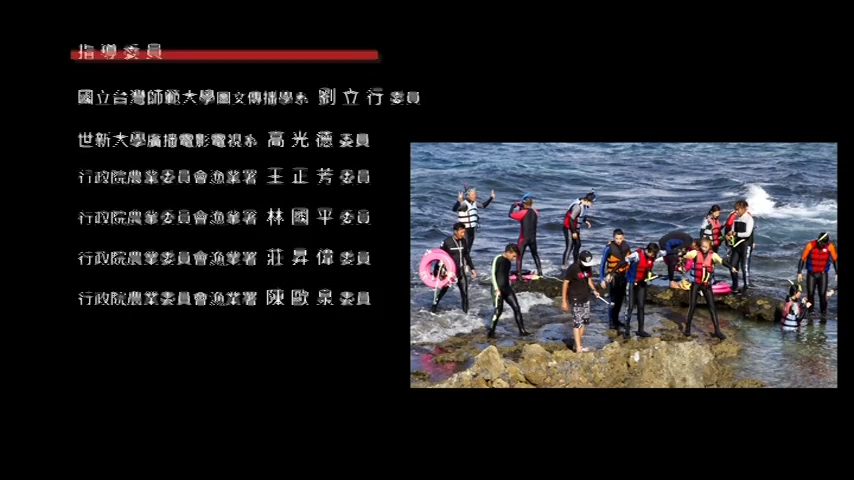 指導委員
國立台灣師範大學圖文傳播學系 劉立行 委員
世新大學廣播電影電視系 高光德 委員
行政院農業委員會漁業署 王正芳 委員
行政院農業委員會漁業署 林國平 委員
行政院農業委員會漁業署 莊昇偉 委員
行政院農業委員會漁業署 陳歐泉 委員